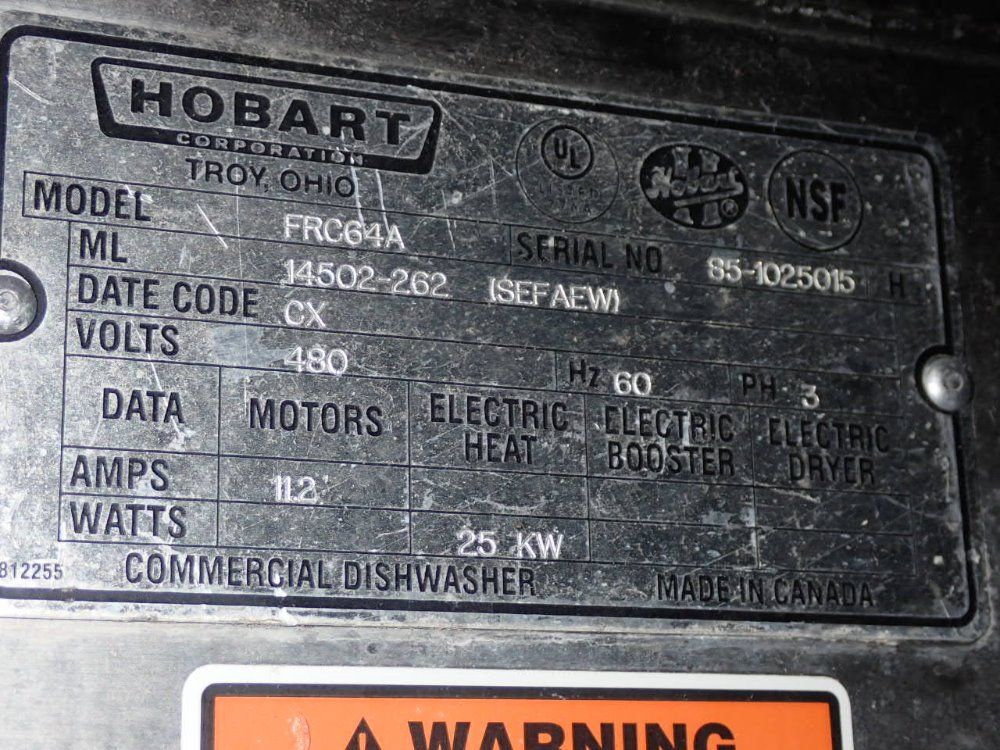 HOBART
CORPORATION
TROY, OHIO
UL
Hobart
NSF
MODEL FRC64A SERIAL NO 85-1025015 H
ML 14502-262 (SEFAEW)
DATE CODE CX
VOLTS 480 Hz 60 PH 3
DATA MOTORS ELECTRIC HEAT ELECTRIC BOOSTER ELECTRIC DRYER
AMPS 11.2
WATTS 25 KW
812255 COMMERCIAL DISHWASHER MADE IN CANADA
WARNING